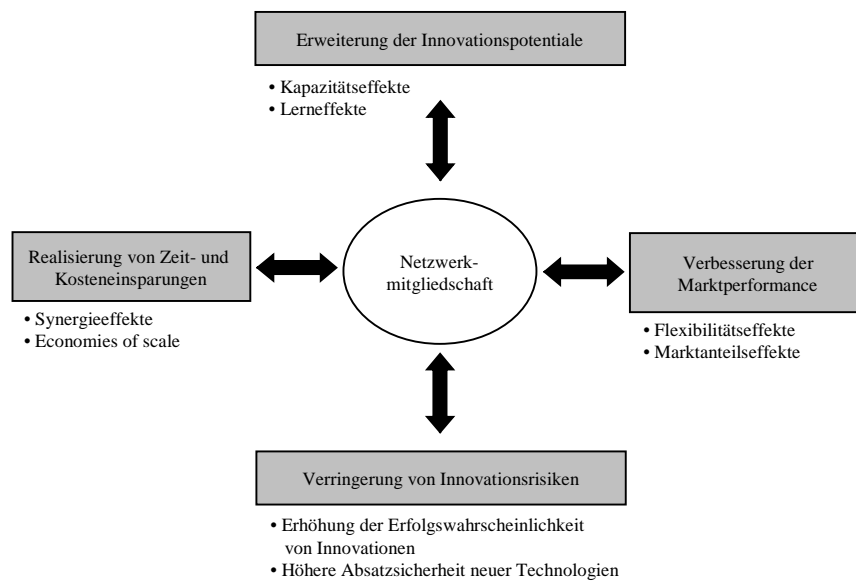 Erweiterung der Innovationspotentiale
• Kapazitätseffekte
• Lerneffekte
Realisierung von Zeit- und
Kosteneinsparungen
• Synergieeffekte
• Economies of scale
Netzwerk-
mitgliedschaft
Verbesserung der
Marktperformance
• Flexibilitätseffekte
• Marktanteilseffekte
Verringerung von Innovationsrisiken
• Erhöhung der Erfolgswahrscheinlichkeit
von Innovationen
• Höhere Absatzsicherheit neuer Technologien